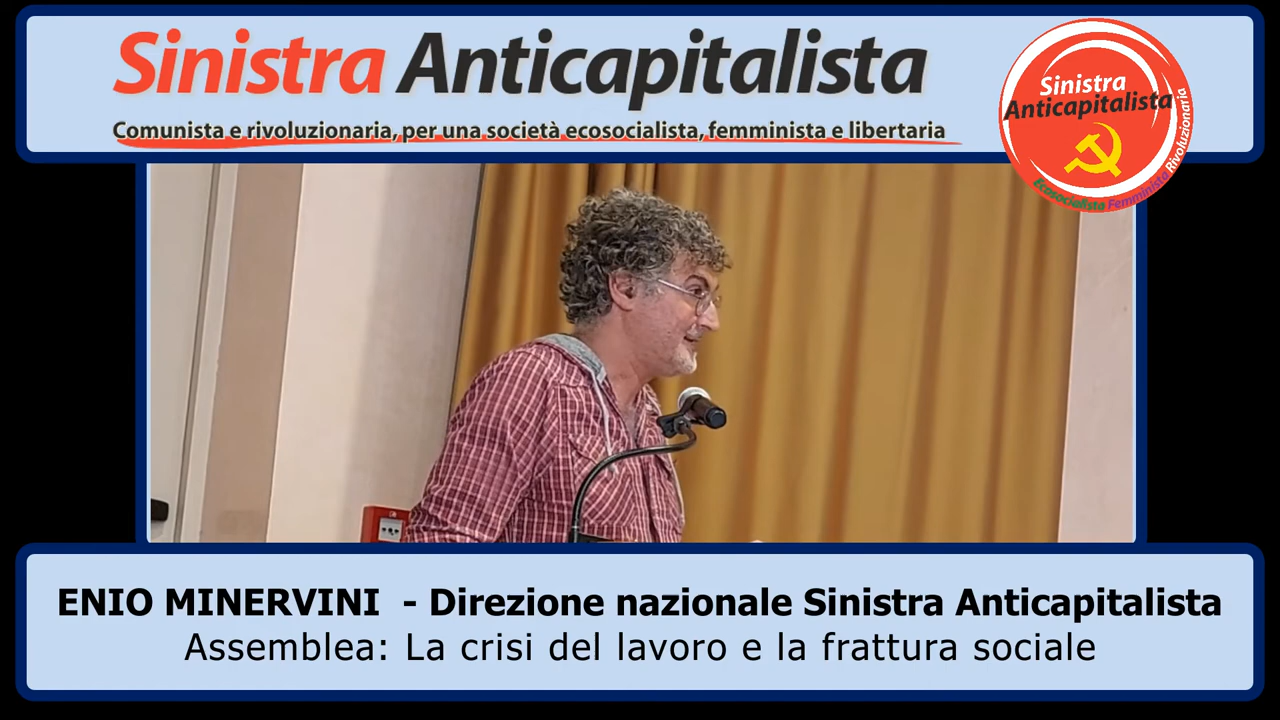 Sinistra Anticapitalista
Comunista e rivoluzionaria, per una società ecosocialista, femminista e libertaria
Sinistra
Anticapitalista
Ecosocialista Femminista Rivoluzionaria
ENIO MINERVINI - Direzione nazionale Sinistra Anticapitalista
Assemblea: La crisi del lavoro e la frattura sociale